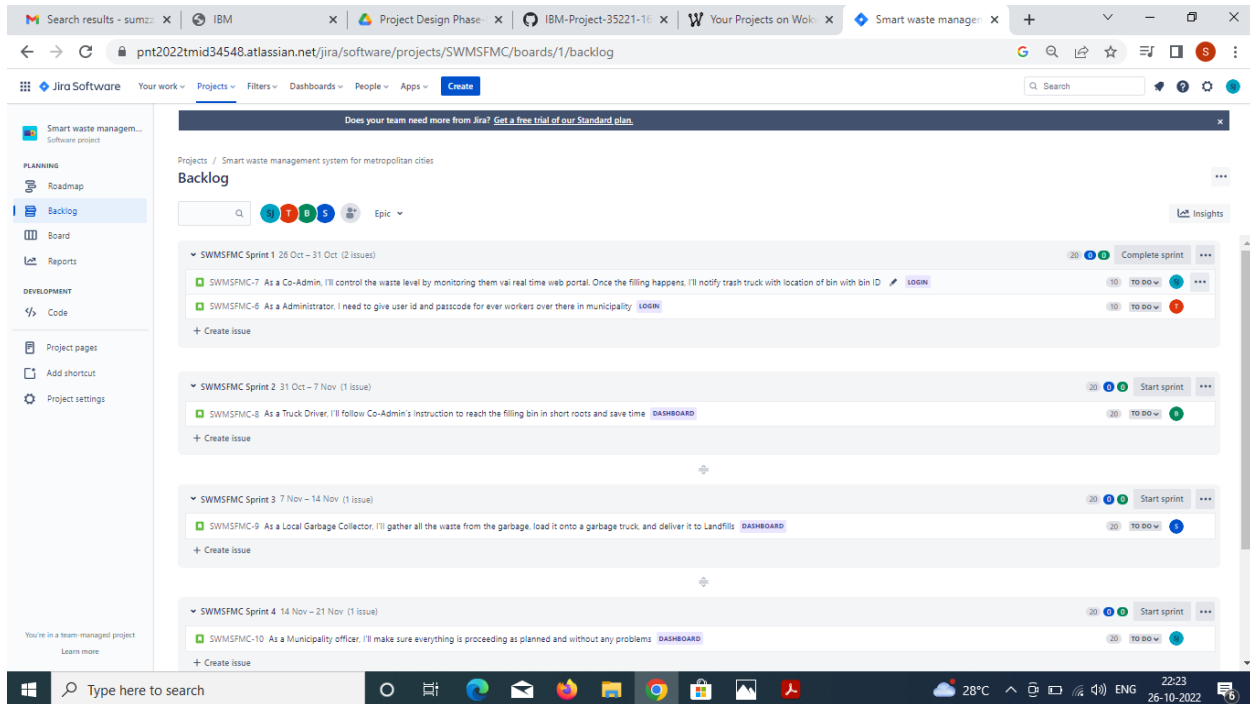 Search results - sumzz
IBM
Project Design Phase-
IBM-Project-35221-16
Your Projects on Wok
Smart waste managem
pnt2022tmid34548.atlassian.net/jira/software/projects/SWMSFMC/boards/1/backlog
S
Jira Software Your work Projects Filters Dashboards People Apps Create
Search
SJ
Smart waste managem...
Software project
Does your team need more from Jira? Get a free trial of our Standard plan.
PLANNING
Roadmap
Backlog
Board
Reports
DEVELOPMENT
Code
Project pages
Add shortcut
Project settings
You're in a team-managed project
Learn more
Projects / Smart waste management system for metropolitan cities
Backlog
SJ T B S Epic
Insights
SWMSFMC Sprint 1 26 Oct – 31 Oct (2 issues) 20 0 0 Complete sprint
SWMSFMC-7 As a Co-Admin, I'll control the waste level by monitoring them vai real time web portal. Once the filling happens, I'll notify trash truck with location of bin with bin ID LOGIN 10 TO DO SJ
SWMSFMC-6 As a Administrator, I need to give user id and passcode for ever workers over there in municipality LOGIN 10 TO DO T
+ Create issue
SWMSFMC Sprint 2 31 Oct – 7 Nov (1 issue) 20 0 0 Start sprint
SWMSFMC-8 As a Truck Driver, I'll follow Co-Admin's Instruction to reach the filling bin in short roots and save time DASHBOARD 20 TO DO B
+ Create issue
SWMSFMC Sprint 3 7 Nov – 14 Nov (1 issue) 20 0 0 Start sprint
SWMSFMC-9 As a Local Garbage Collector, I'll gather all the waste from the garbage, load it onto a garbage truck, and deliver it to Landfills DASHBOARD 20 TO DO S
+ Create issue
SWMSFMC Sprint 4 14 Nov – 21 Nov (1 issue) 20 0 0 Start sprint
SWMSFMC-10 As a Municipality officer, I'll make sure everything is proceeding as planned and without any problems DASHBOARD 20 TO DO SJ
+ Create issue
Type here to search
28°C ENG 22:23
26-10-2022
6